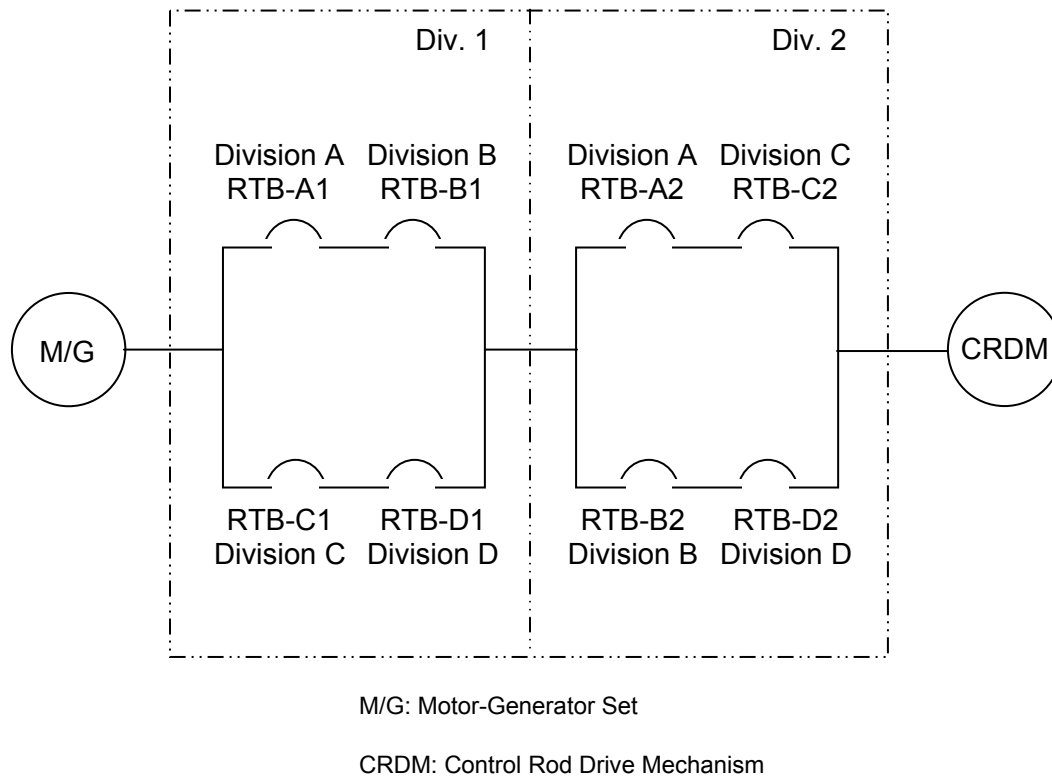 Div. 1
Div. 2
Division A
RTB-A1
Division B
RTB-B1
Division A
RTB-A2
Division C
RTB-C2
M/G
CRDM
RTB-C1
Division C
RTB-D1
Division D
RTB-B2
Division B
RTB-D2
Division D
M/G: Motor-Generator Set
CRDM: Control Rod Drive Mechanism